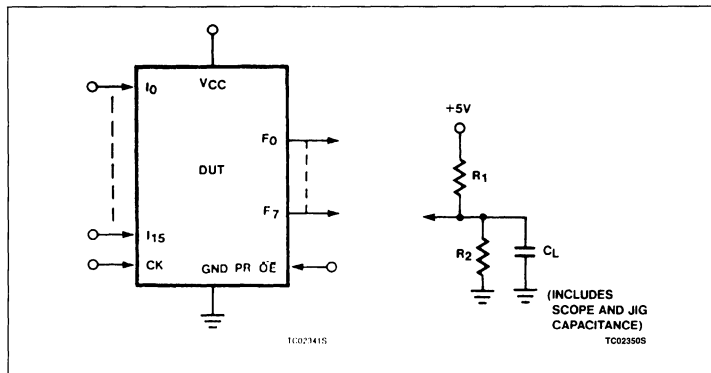 VCC
I0
F0
DUT
F7
I15
CK
GND PR OE
TC02341S
+5V
R1
R2
CL
(INCLUDES
SCOPE AND JIG
CAPACITANCE)
TC02350S